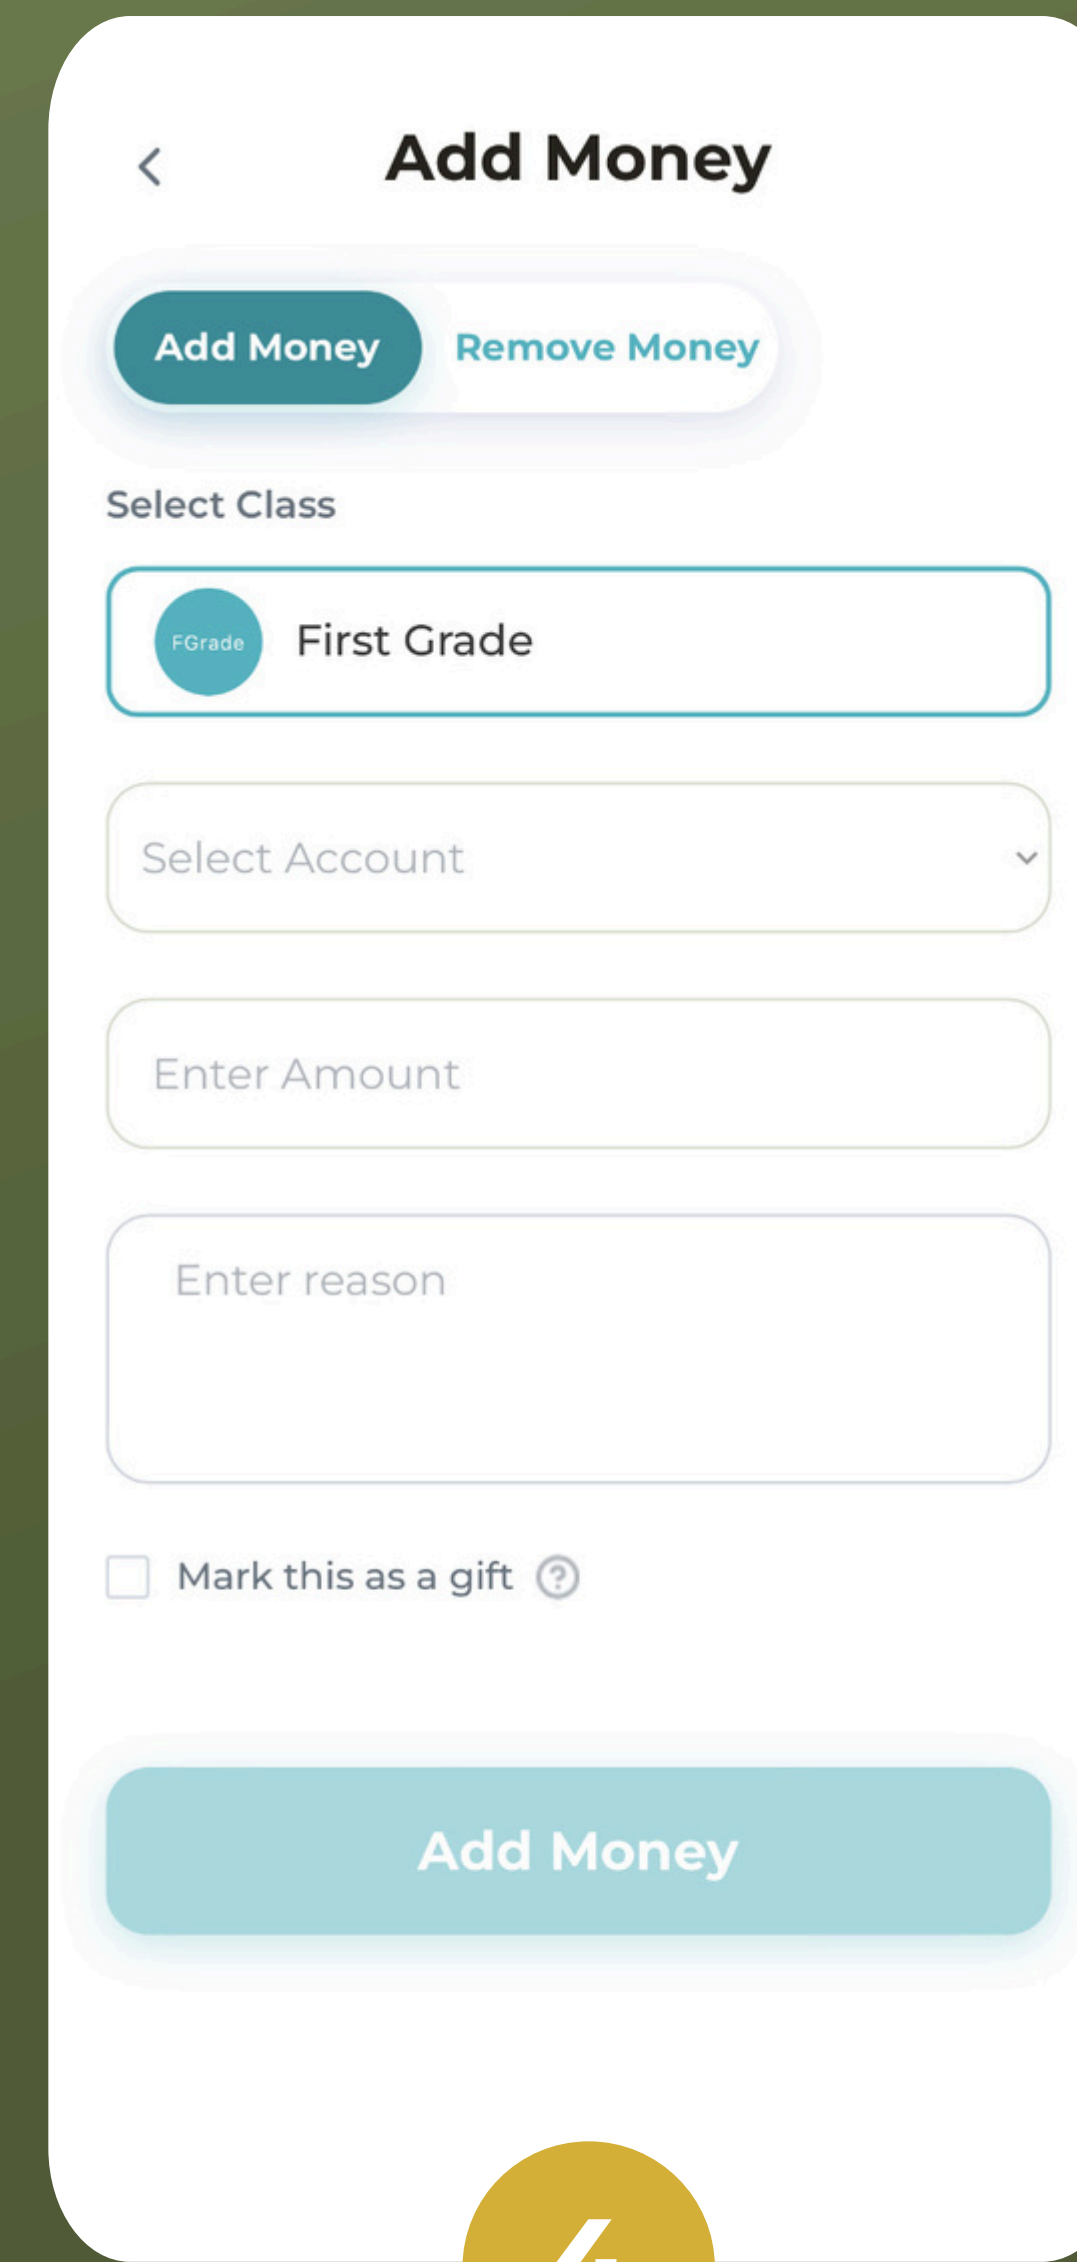 Add Money
Add Money
Remove Money
Select Class
FGrade
First Grade
Select Account
Enter Amount
Enter reason
Mark this as a gift ?
Add Money